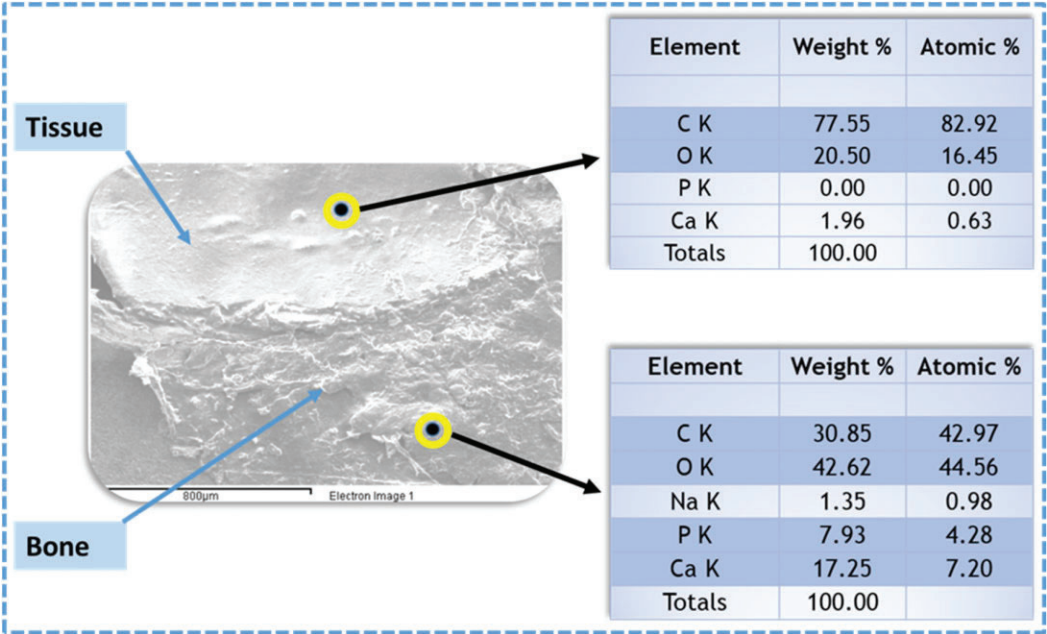 Element Weight % Atomic %
C K 77.55 82.92
O K 20.50 16.45
P K 0.00 0.00
Ca K 1.96 0.63
Totals 100.00
Tissue
800µm Electron Image 1
Bone
Element Weight % Atomic %
C K 30.85 42.97
O K 42.62 44.56
Na K 1.35 0.98
P K 7.93 4.28
Ca K 17.25 7.20
Totals 100.00